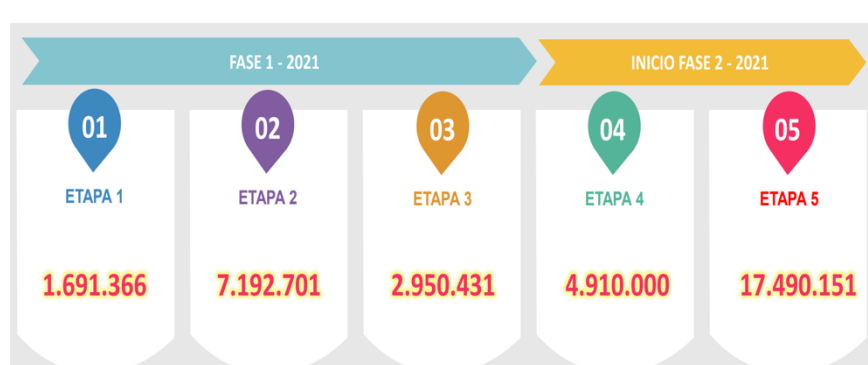 FASE 1 - 2021
INICIO FASE 2 - 2021
01
02
03
04
05
ETAPA 1
ETAPA 2
ETAPA 3
ETAPA 4
ETAPA 5
1.691.366
7.192.701
2.950.431
4.910.000
17.490.151